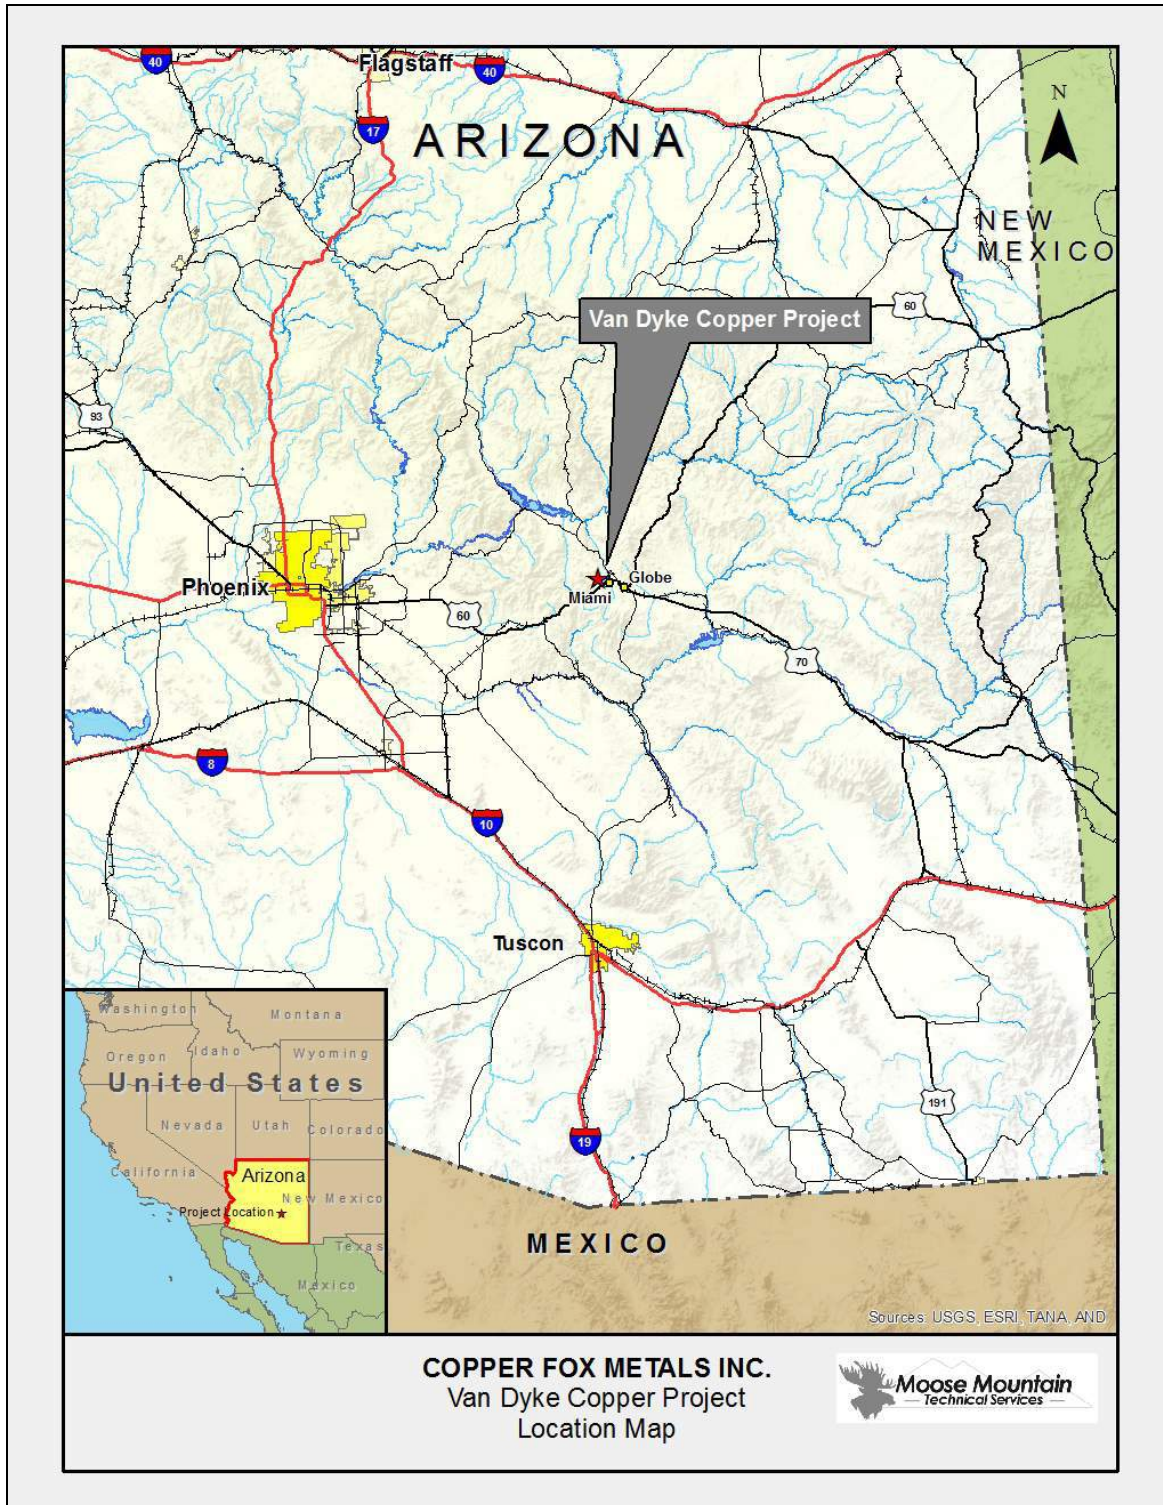 40
Flagstaff
40
17
ARIZONA
N
NEW
MEXICO
Van Dyke Copper Project
60
93
Globe
Miami
Phoenix
60
70
8
10
Tuscon
191
19
Washington
Montana
Oregon
Idaho
Wyoming
United States
Nevada
Utah
Colorado
California
Arizona
New Mexico
Project Location
Texas
Mexico
MEXICO
Sources: USGS, ESRI, TANA, AND
COPPER FOX METALS INC.
Van Dyke Copper Project
Location Map
Moose Mountain
Technical Services